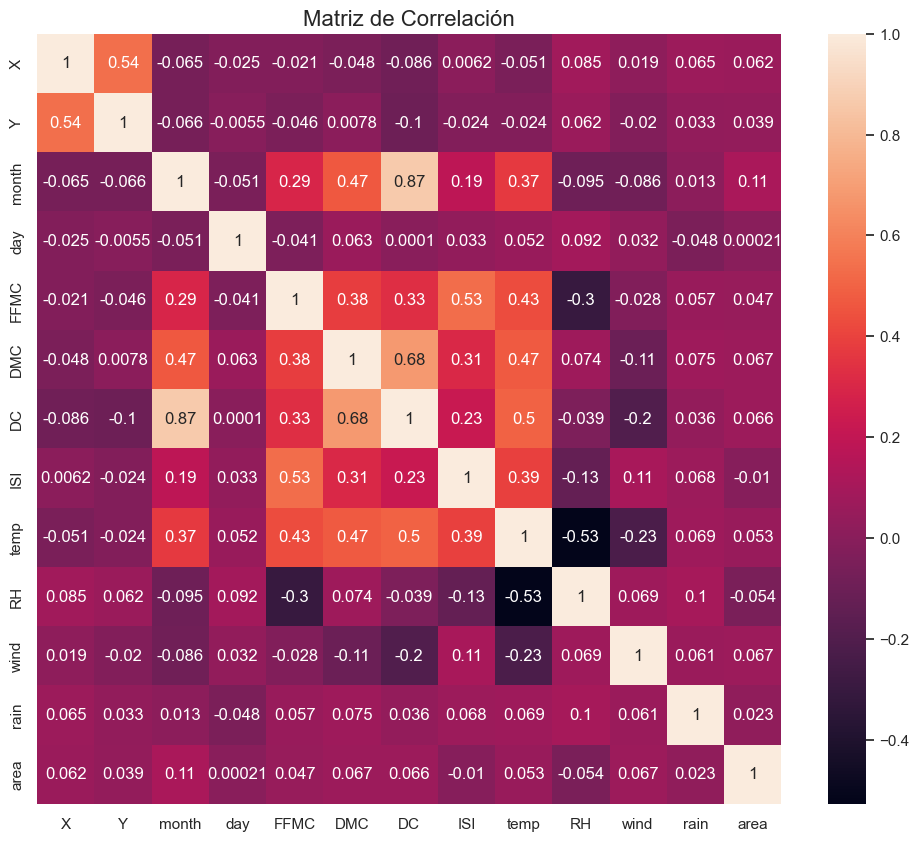 Matriz de Correlación
X 1 0.54 -0.065 -0.025 -0.021 -0.048 -0.086 0.0062 -0.051 0.085 0.019 0.065 0.062
Y 0.54 1 -0.066 -0.0055 -0.046 0.0078 -0.1 -0.024 -0.024 0.062 -0.02 0.033 0.039
month -0.065 -0.066 1 -0.051 0.29 0.47 0.87 0.19 0.37 -0.095 -0.086 0.013 0.11
day -0.025 -0.0055 -0.051 1 -0.041 0.063 0.0001 0.033 0.052 0.092 0.032 -0.048 0.00021
FFMC -0.021 -0.046 0.29 -0.041 1 0.38 0.33 0.53 0.43 -0.3 -0.028 0.057 0.047
DMC -0.048 0.0078 0.47 0.063 0.38 1 0.68 0.31 0.47 0.074 -0.11 0.075 0.067
DC -0.086 -0.1 0.87 0.0001 0.33 0.68 1 0.23 0.5 -0.039 -0.2 0.036 0.066
ISI 0.0062 -0.024 0.19 0.033 0.53 0.31 0.23 1 0.39 -0.13 0.11 0.068 -0.01
temp -0.051 -0.024 0.37 0.052 0.43 0.47 0.5 0.39 1 -0.53 -0.23 0.069 0.053
RH 0.085 0.062 -0.095 0.092 -0.3 0.074 -0.039 -0.13 -0.53 1 0.069 0.1 -0.054
wind 0.019 -0.02 -0.086 0.032 -0.028 -0.11 -0.2 0.11 -0.23 0.069 1 0.061 0.067
rain 0.065 0.033 0.013 -0.048 0.057 0.075 0.036 0.068 0.069 0.1 0.061 1 0.023
area 0.062 0.039 0.11 0.00021 0.047 0.067 0.066 -0.01 0.053 -0.054 0.067 0.023 1
X Y month day FFMC DMC DC ISI temp RH wind rain area
1.0
0.8
0.6
0.4
0.2
0.0
−0.2
−0.4